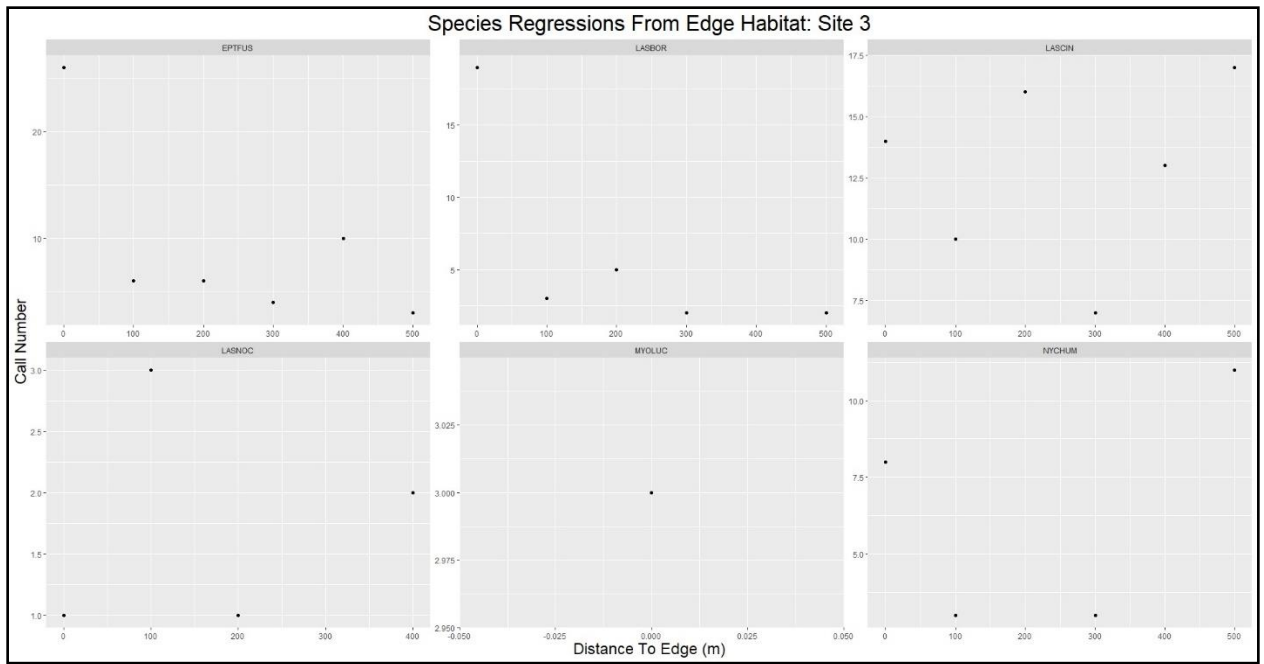 Species Regressions From Edge Habitat: Site 3
EPTFUS LASBOR LASCIN
20
10
0 100 200 300 400 500
15
10
5
0 100 200 300 400 500
17.5
15.0
12.5
10.0
7.5
0 100 200 300 400 500
Call Number
LASNOC MYOLUC NYCHUM
3.0
2.5
2.0
1.5
1.0
0 100 200 300 400
3.025
3.000
2.975
2.950
-0.050 -0.025 0.000 0.025 0.050
10.0
7.5
5.0
0 100 200 300 400 500
Distance To Edge (m)